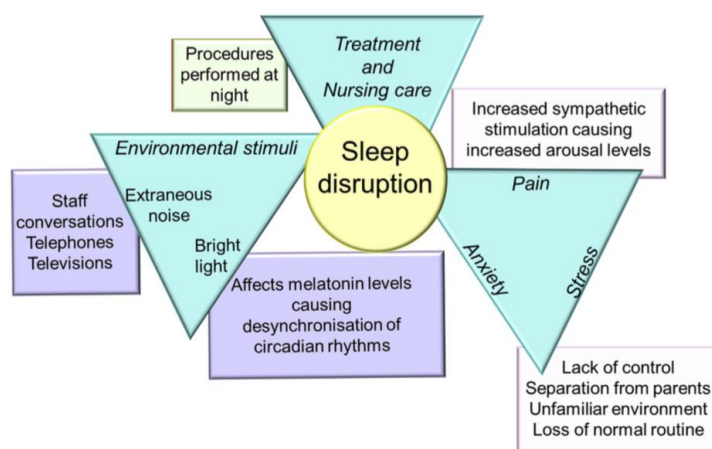 Treatment
and
Nursing care
Procedures
performed at
night
Sleep
disruption
Increased sympathetic
stimulation causing
increased arousal levels
Environmental stimuli
Extraneous
noise
Bright
light
Staff
conversations
Telephones
Televisions
Affects melatonin levels
causing
desynchronisation of
circadian rhythms
Pain
Anxiety
Stress
Lack of control
Separation from parents
Unfamiliar environment
Loss of normal routine